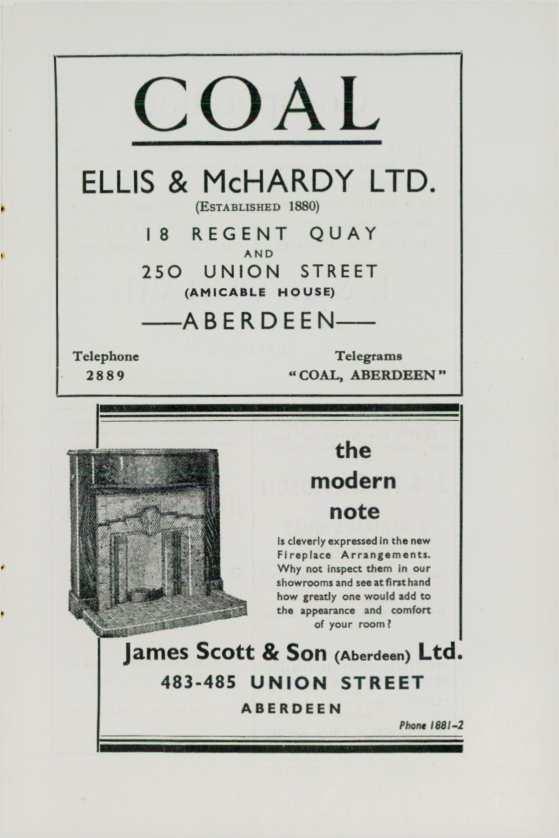 COAL
ELLIS & McHARDY LTD.
(ESTABLISHED 1880)
18 REGENT QUAY
AND
250 UNION STREET
(AMICABLE HOUSE)
—ABERDEEN—
Telephone
2889
Telegrams
"COAL, ABERDEEN"
the
modern
note
is cleverly expressed in the new
Fireplace Arrangements.
Why not inspect them in our
showrooms and see at first hand
how greatly one would add to
the appearance and comfort
of your room?
James Scott & Son (Aberdeen) Ltd.
483-485 UNION STREET
ABERDEEN
Phone 1881-2